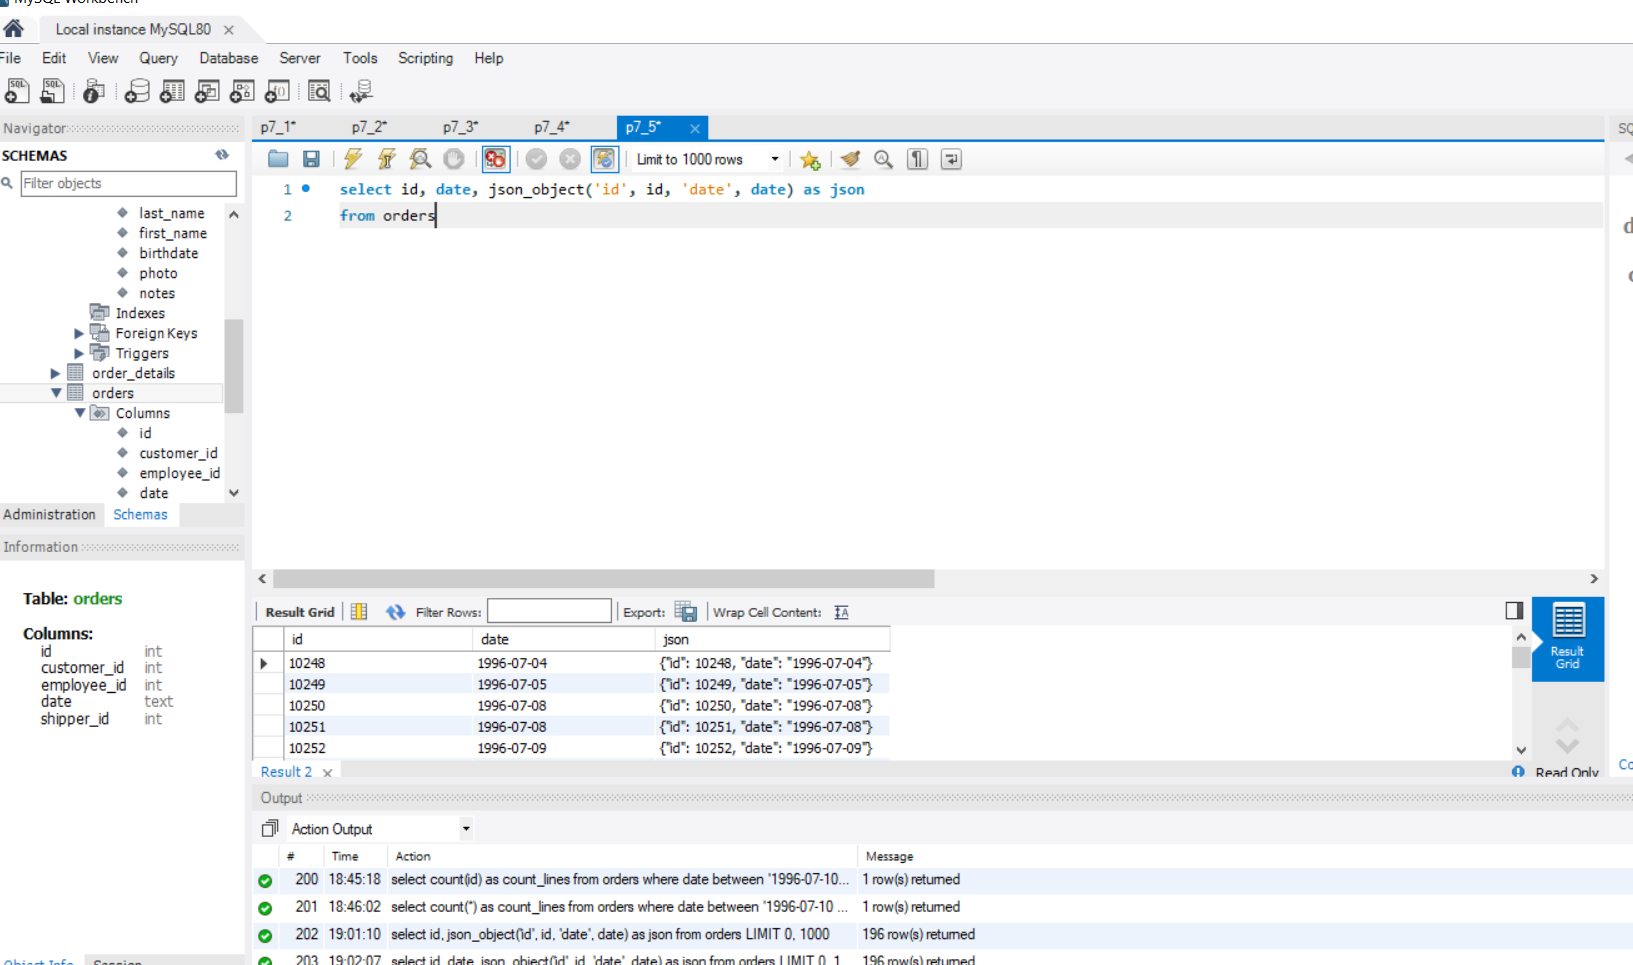 MySQL Workbench
Local instance MySQL80
File Edit View Query Database Server Tools Scripting Help
Navigator
p7_1* p7_2* p7_3* p7_4* p7_5*
SCHEMAS
Filter objects
Limit to 1000 rows
1 select id, date, json_object('id', id, 'date', date) as json
2 from orders
last_name
first_name
birthdate
photo
notes
Indexes
Foreign Keys
Triggers
order_details
orders
Columns
id
customer_id
employee_id
date
Administration Schemas
Information
Table: orders
Columns:
id int
customer_id int
employee_id int
date text
shipper_id int
Result Grid Filter Rows: Export: Wrap Cell Content:
id date json
10248 1996-07-04 {"id": 10248, "date": "1996-07-04"}
10249 1996-07-05 {"id": 10249, "date": "1996-07-05"}
10250 1996-07-08 {"id": 10250, "date": "1996-07-08"}
10251 1996-07-08 {"id": 10251, "date": "1996-07-08"}
10252 1996-07-09 {"id": 10252, "date": "1996-07-09"}
Result
Grid
Result 2 Read Only
Output
Action Output
# Time Action Message
200 18:45:18 select count(id) as count_lines from orders where date between '1996-07-10... 1 row(s) returned
201 18:46:02 select count(*) as count_lines from orders where date between '1996-07-10 ... 1 row(s) returned
202 19:01:10 select id, json_object('id', id, 'date', date) as json from orders LIMIT 0, 1000 196 row(s) returned
203 19:02:07 select id, date, json_object('id', id, 'date', date) as json from orders LIMIT 0, 1 196 row(s) returned
Object Info Session